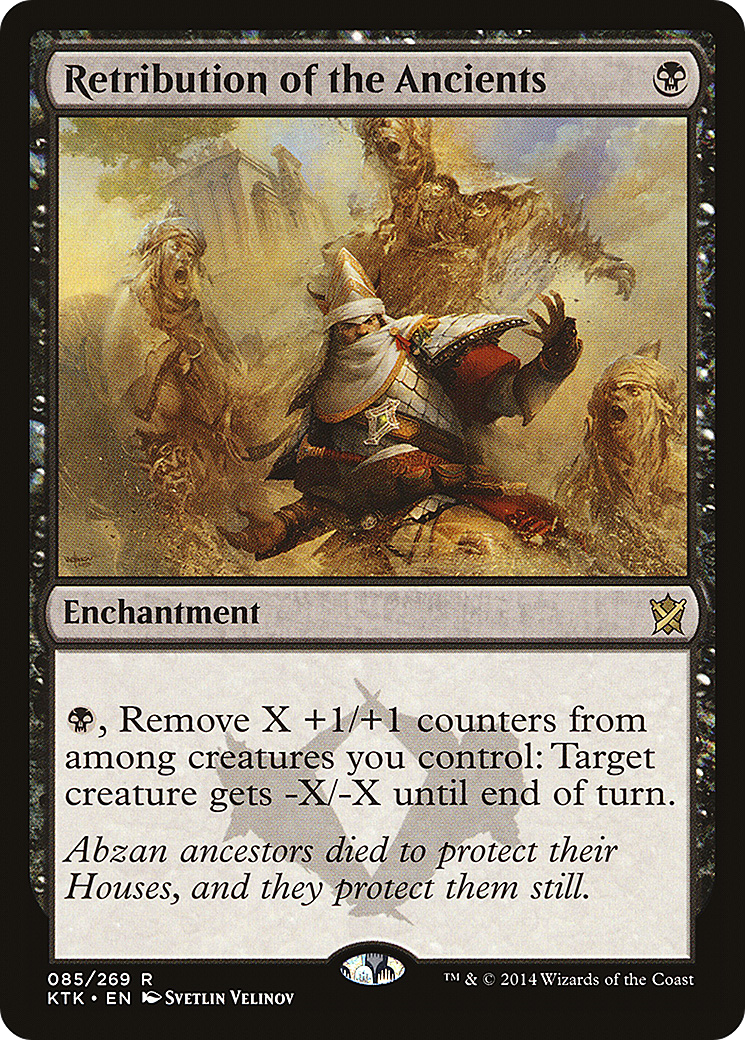 Retribution of the Ancients
Enchantment
, Remove X +1/+1 counters from
among creatures you control: Target
creature gets -X/-X until end of turn.
Abzan ancestors died to protect their
Houses, and they protect them still.
085/269 R
™ & © 2014 Wizards of the Coast
KTK • EN Svetlin Velinov